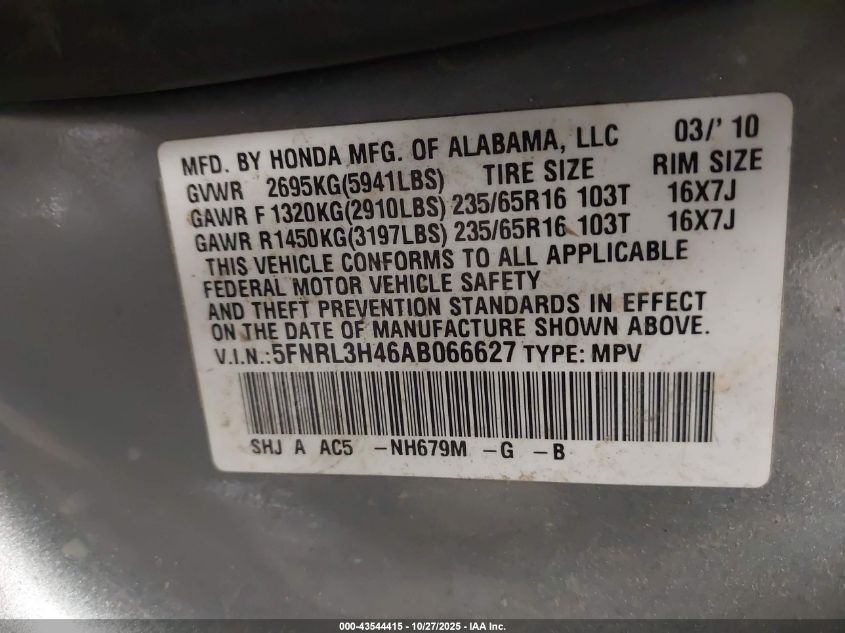 MFD. BY HONDA MFG. OF ALABAMA, LLC 03/' 10
GVWR 2695KG(5941LBS) TIRE SIZE RIM SIZE
GAWR F 1320KG(2910LBS) 235/65R16 103T 16X7J
GAWR R1450KG(3197LBS) 235/65R16 103T 16X7J
THIS VEHICLE CONFORMS TO ALL APPLICABLE
FEDERAL MOTOR VEHICLE SAFETY
AND THEFT PREVENTION STANDARDS IN EFFECT
ON THE DATE OF MANUFACTURE SHOWN ABOVE.
V.I.N.:5FNRL3H46AB066627 TYPE: MPV
SHJ A AC5 -NH679M -G -B
000-43544415 | 10/27/2025 - IAA Inc.